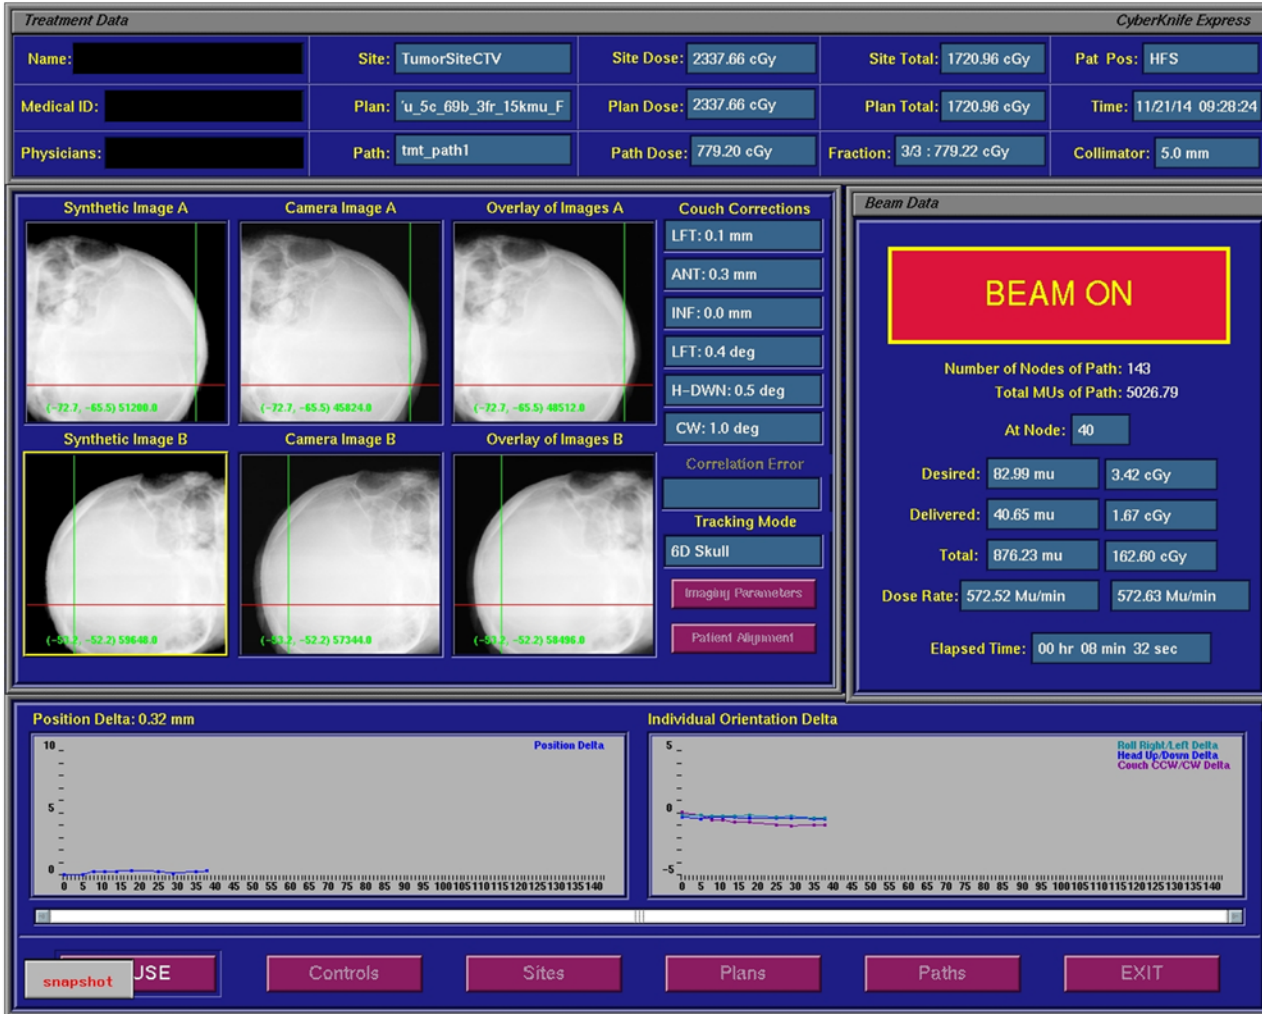 Treatment Data CyberKnife Express
Name: Site: TumorSiteCTV Site Dose: 2337.66 cGy Site Total: 1720.96 cGy Pat Pos: HFS
Medical ID: Plan: 'u_5c_69b_3fr_15kmu_F Plan Dose: 2337.66 cGy Plan Total: 1720.96 cGy Time: 11/21/14 09:28:24
Physicians: Path: tmt_path1 Path Dose: 779.20 cGy Fraction: 3/3 : 779.22 cGy Collimator: 5.0 mm
Synthetic Image A Camera Image A Overlay of Images A Couch Corrections
LFT: 0.1 mm
ANT: 0.3 mm
INF: 0.0 mm
LFT: 0.4 deg
H-DWN: 0.5 deg
(-72.7, -65.5) 51200.0 (-72.7, -65.5) 45824.0 (-72.7, -65.5) 48512.0
CW: 1.0 deg
Synthetic Image B Camera Image B Overlay of Images B
Correlation Error
Tracking Mode
6D Skull
Imaging Parameters
Patient Alignment
(-53.2, -52.2) 59648.0 (-53.2, -52.2) 57344.0 (-53.2, -52.2) 58496.0
Beam Data
BEAM ON
Number of Nodes of Path: 143
Total MUs of Path: 5026.79
At Node: 40
Desired: 82.99 mu 3.42 cGy
Delivered: 40.65 mu 1.67 cGy
Total: 876.23 mu 162.60 cGy
Dose Rate: 572.52 Mu/min 572.63 Mu/min
Elapsed Time: 00 hr 08 min 32 sec
Position Delta: 0.32 mm
Position Delta
10
5
0
0 5 10 15 20 25 30 35 40 45 50 55 60 65 70 75 80 85 90 95 100 105 110 115 120 125 130 135 140
Individual Orientation Delta
Roll Right/Left Delta
Head Up/Down Delta
Couch CCW/CW Delta
5
0
-5
0 5 10 15 20 25 30 35 40 45 50 55 60 65 70 75 80 85 90 95 100 105 110 115 120 125 130 135 140
snapshot USE Controls Sites Plans Paths EXIT